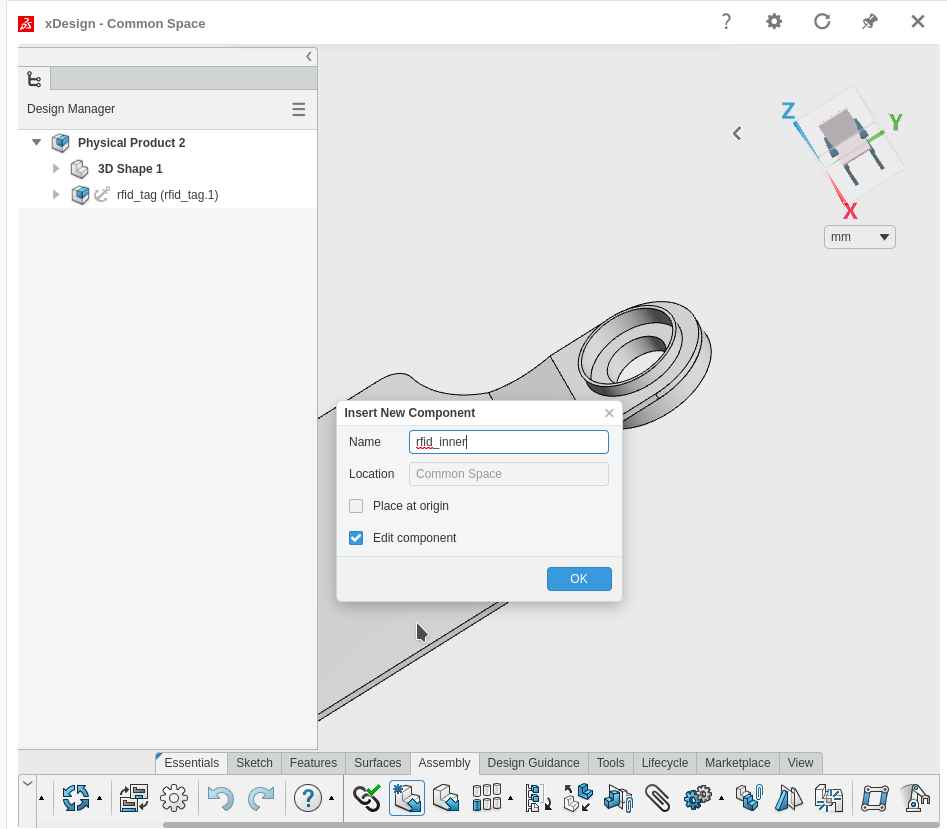 xDesign - Common Space
Design Manager
Physical Product 2
3D Shape 1
rfid_tag (rfid_tag.1)
Z
Y
X
mm
Insert New Component
Name
rfid_inner
Location
Common Space
Place at origin
Edit component
OK
Essentials
Sketch
Features
Surfaces
Assembly
Design Guidance
Tools
Lifecycle
Marketplace
View